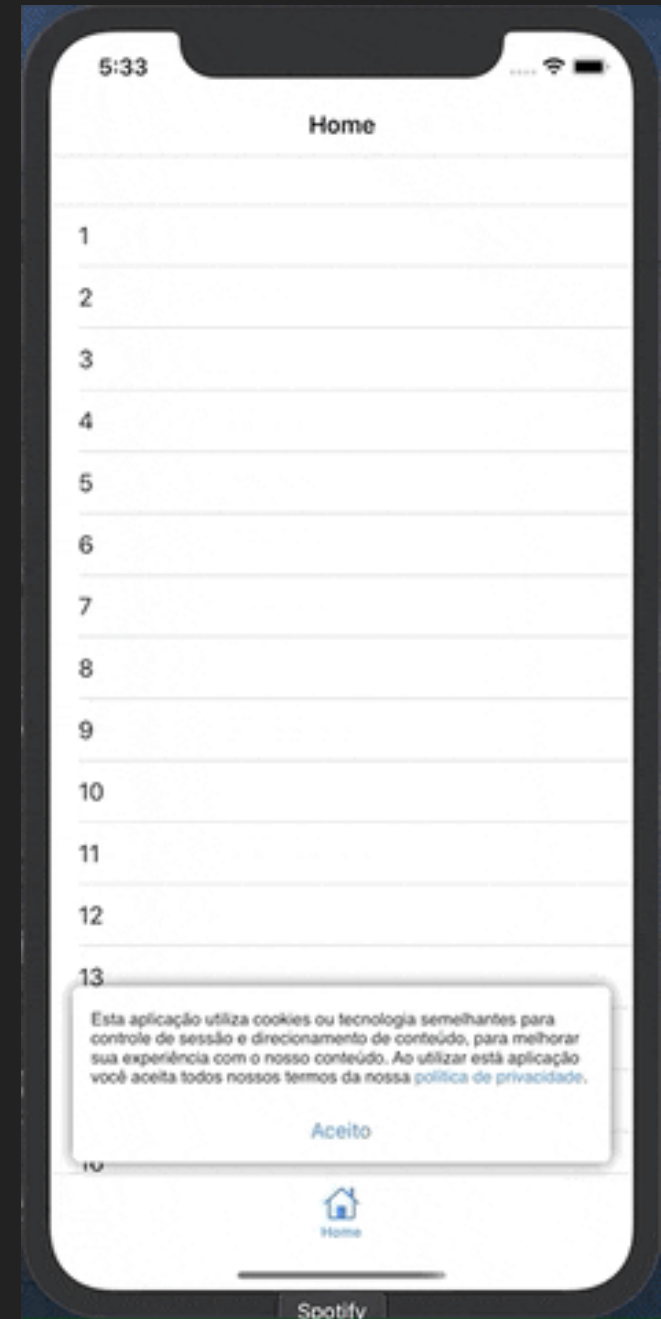 5:33
Home
1
2
3
4
5
6
7
8
9
10
11
12
13
Esta aplicação utiliza cookies ou tecnologia semelhantes para
controle de sessão e direcionamento de conteúdo, para melhorar
sua experiência com o nosso conteúdo. Ao utilizar está aplicação
você aceita todos nossos termos da nossa política de privacidade.
Aceito
Home
Spotify